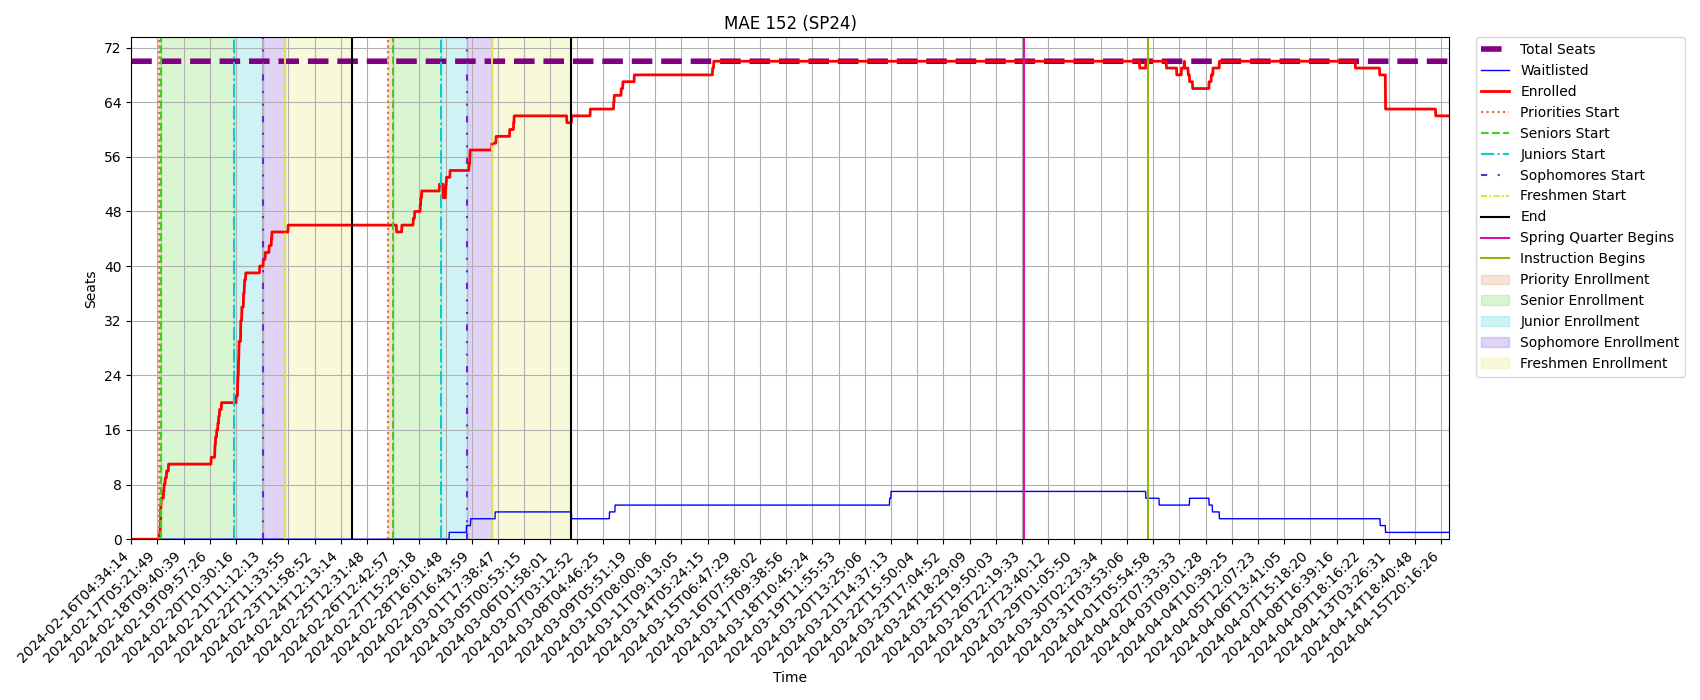 MAE 152 (SP24)
72
64
56
48
40
32
24
16
8
0
Seats
2024-02-16T04:34:14
2024-02-17T05:21:49
2024-02-18T09:40:39
2024-02-19T09:57:26
2024-02-20T10:30:16
2024-02-21T11:12:13
2024-02-22T11:33:55
2024-02-23T11:58:52
2024-02-24T12:13:14
2024-02-25T12:31:48
2024-02-26T12:42:57
2024-02-27T15:29:18
2024-02-28T16:01:48
2024-02-29T16:43:59
2024-03-01T17:38:47
2024-03-05T00:53:15
2024-03-06T01:58:01
2024-03-07T03:12:52
2024-03-08T04:46:25
2024-03-09T05:51:19
2024-03-10T08:00:06
2024-03-11T09:13:05
2024-03-14T05:24:15
2024-03-15T06:47:29
2024-03-16T07:58:02
2024-03-17T09:38:56
2024-03-18T10:45:24
2024-03-19T11:55:53
2024-03-20T13:25:06
2024-03-21T14:37:13
2024-03-22T15:50:04
2024-03-23T17:04:52
2024-03-24T18:29:09
2024-03-25T19:50:03
2024-03-26T22:19:33
2024-03-27T23:40:12
2024-03-29T01:05:50
2024-03-30T02:23:34
2024-03-31T03:53:06
2024-04-01T05:54:58
2024-04-02T07:33:33
2024-04-03T09:01:28
2024-04-04T10:39:25
2024-04-05T12:07:23
2024-04-06T13:41:05
2024-04-07T15:18:20
2024-04-08T16:39:16
2024-04-09T18:16:22
2024-04-13T03:26:31
2024-04-14T18:40:48
2024-04-15T20:16:26
Time
Total Seats
Waitlisted
Enrolled
Priorities Start
Seniors Start
Juniors Start
Sophomores Start
Freshmen Start
End
Spring Quarter Begins
Instruction Begins
Priority Enrollment
Senior Enrollment
Junior Enrollment
Sophomore Enrollment
Freshmen Enrollment